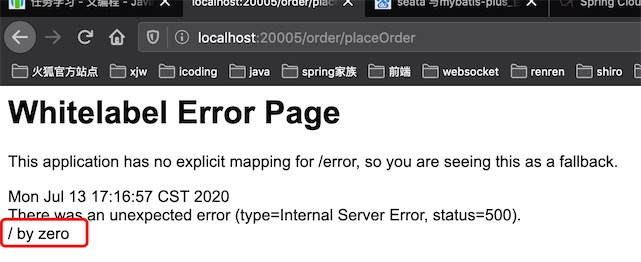 任务学习 - 艾编程 - Java
localhost:20005/order/pla
seata 与mybatis-plus_
Spring Clou
localhost:20005/order/placeOrder
火狐官方站点
xjw
icoding
java
spring家族
前端
websocket
renren
shiro
Whitelabel Error Page
This application has no explicit mapping for /error, so you are seeing this as a fallback.
Mon Jul 13 17:16:57 CST 2020
There was an unexpected error (type=Internal Server Error, status=500).
/ by zero